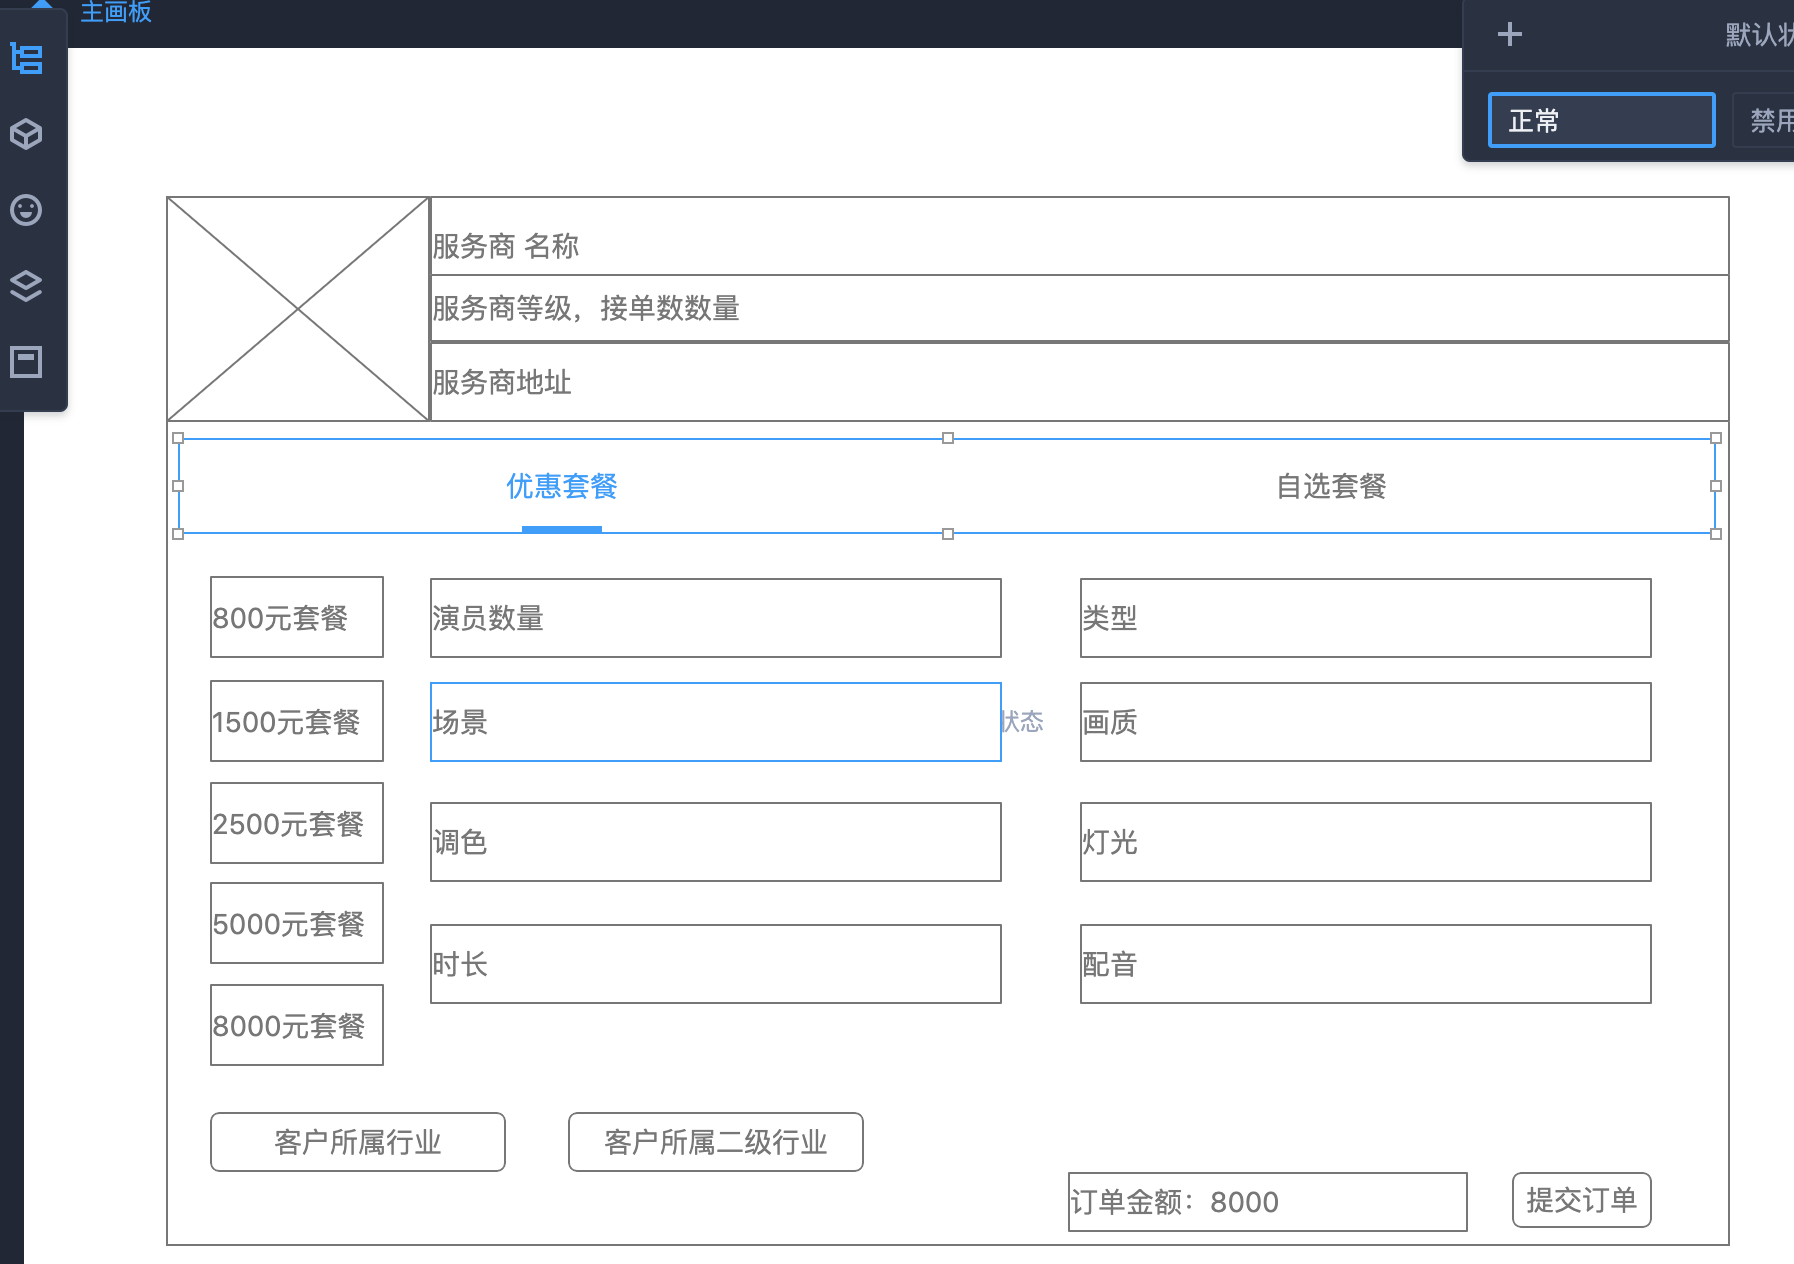 主画板
默认状
正常
禁用
服务商 名称
服务商等级，接单数数量
服务商地址
优惠套餐
自选套餐
800元套餐
演员数量
类型
1500元套餐
场景
状态
画质
2500元套餐
调色
灯光
5000元套餐
时长
配音
8000元套餐
客户所属行业
客户所属二级行业
订单金额：8000
提交订单